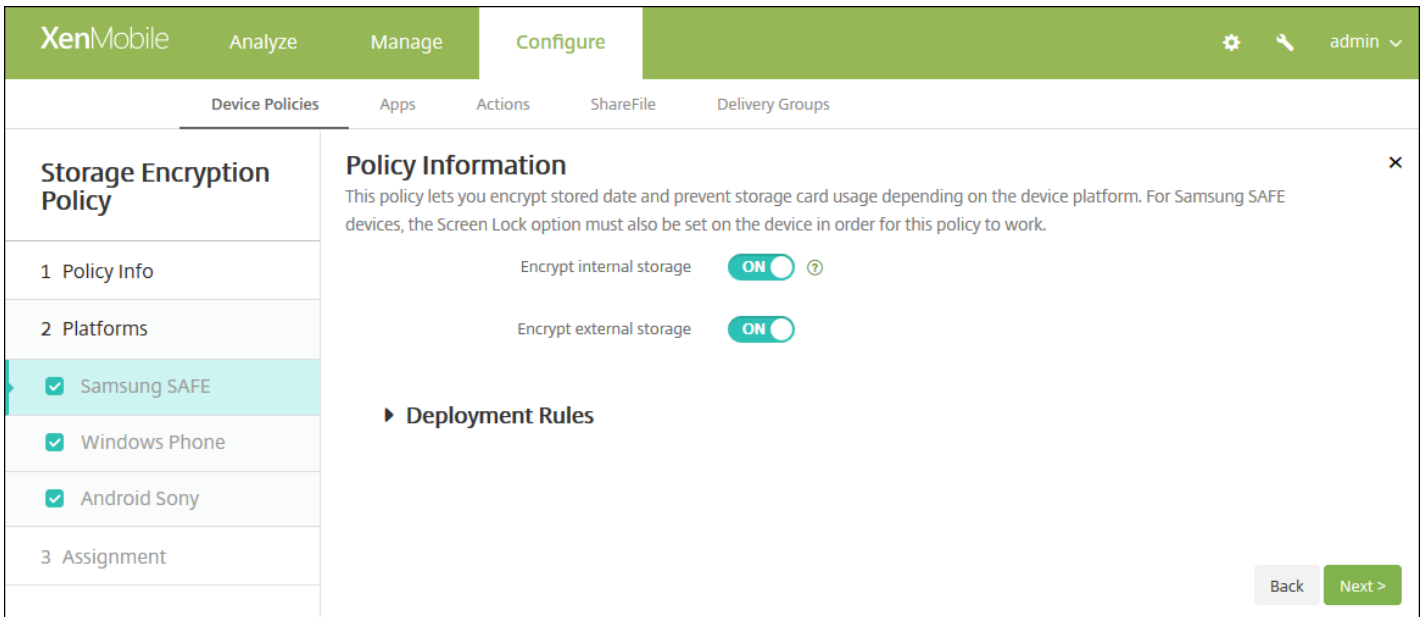 XenMobile Analyze Manage Configure admin
Device Policies Apps Actions ShareFile Delivery Groups
Storage Encryption
Policy
1 Policy Info
2 Platforms
Samsung SAFE
Windows Phone
Android Sony
3 Assignment
Policy Information
This policy lets you encrypt stored date and prevent storage card usage depending on the device platform. For Samsung SAFE
devices, the Screen Lock option must also be set on the device in order for this policy to work.
Encrypt internal storage ON ?
Encrypt external storage ON
Deployment Rules
Back Next >